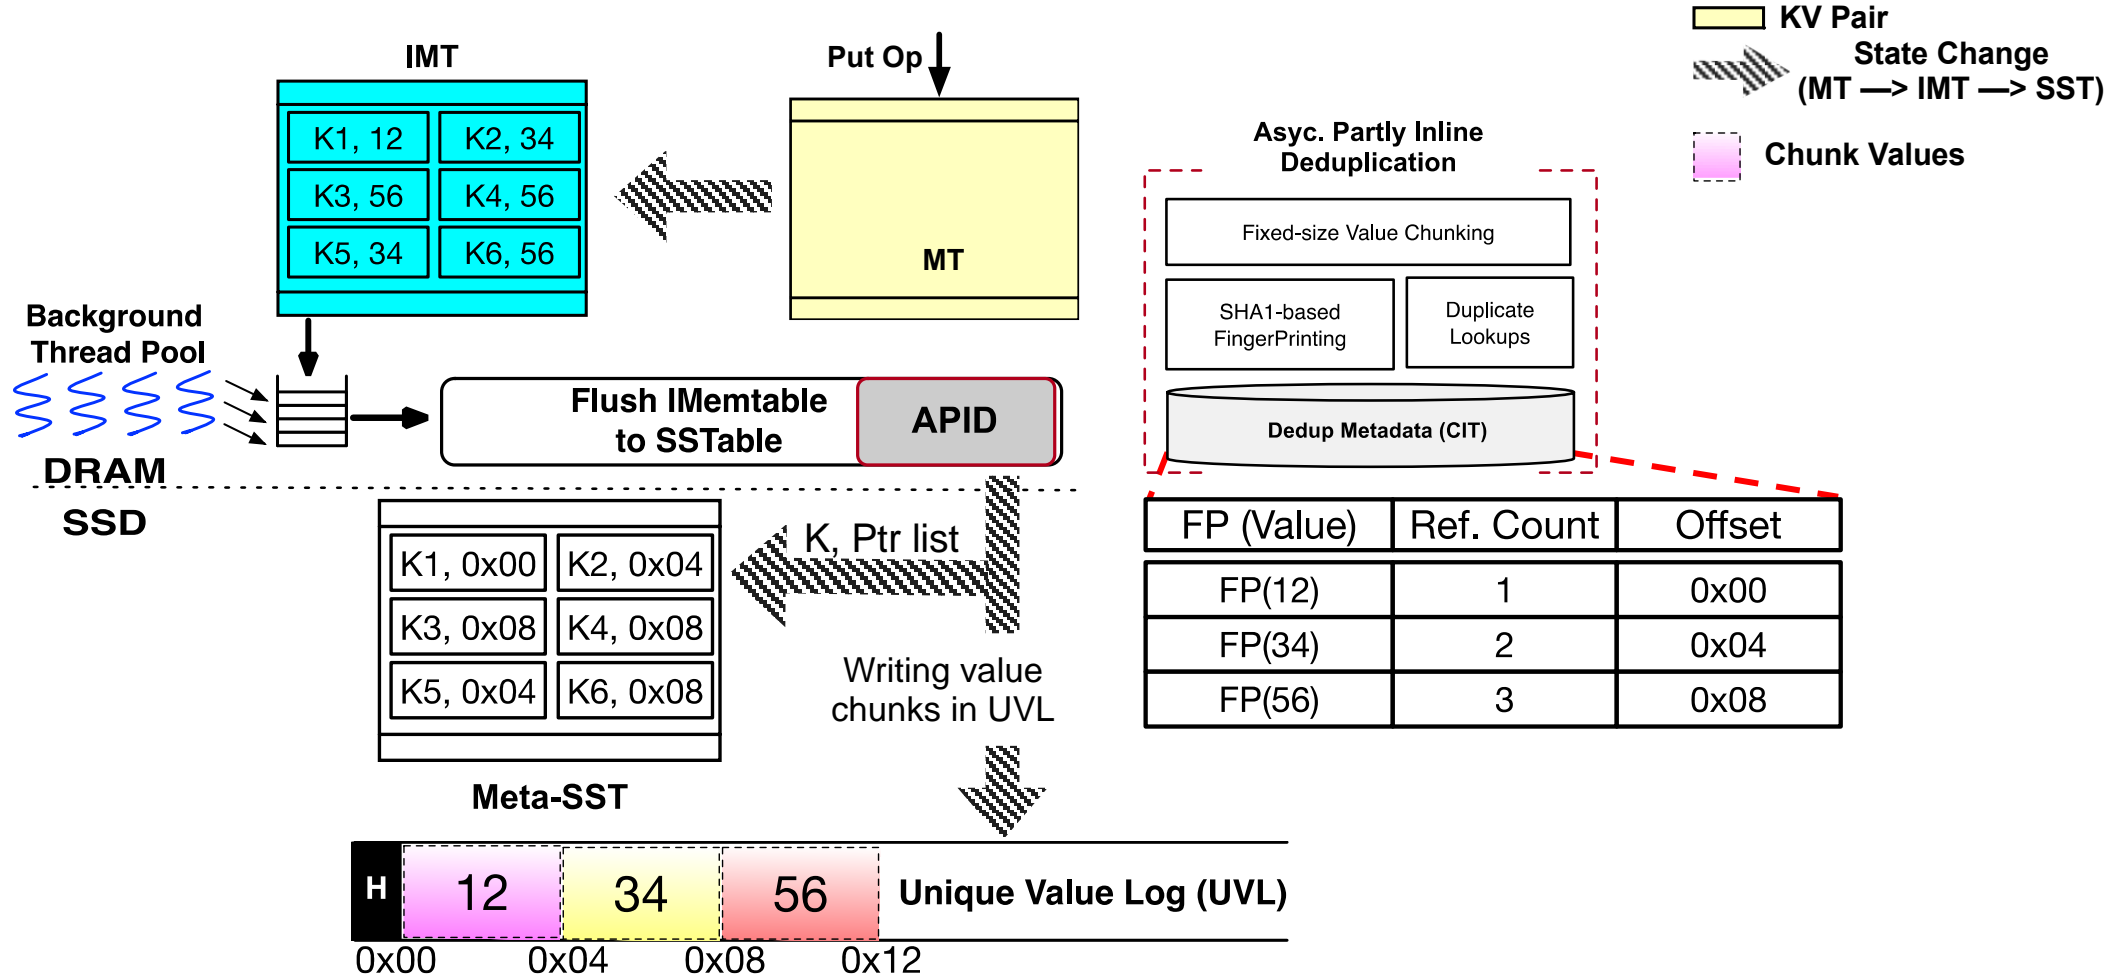 KV Pair
State Change
(MT —> IMT —> SST)
Chunk Values
IMT
Put Op
K1, 12
K2, 34
K3, 56
K4, 56
K5, 34
K6, 56
MT
Asyc. Partly Inline
Deduplication
Fixed-size Value Chunking
SHA1-based
FingerPrinting
Duplicate
Lookups
Dedup Metadata (CIT)
Background
Thread Pool
Flush IMemtable
to SSTable
APID
DRAM
SSD
K, Ptr list
K1, 0x00
K2, 0x04
K3, 0x08
K4, 0x08
K5, 0x04
K6, 0x08
Meta-SST
Writing value
chunks in UVL
FP (Value)
Ref. Count
Offset
FP(12)
1
0x00
FP(34)
2
0x04
FP(56)
3
0x08
H
12
34
56
Unique Value Log (UVL)
0x00
0x04
0x08
0x12